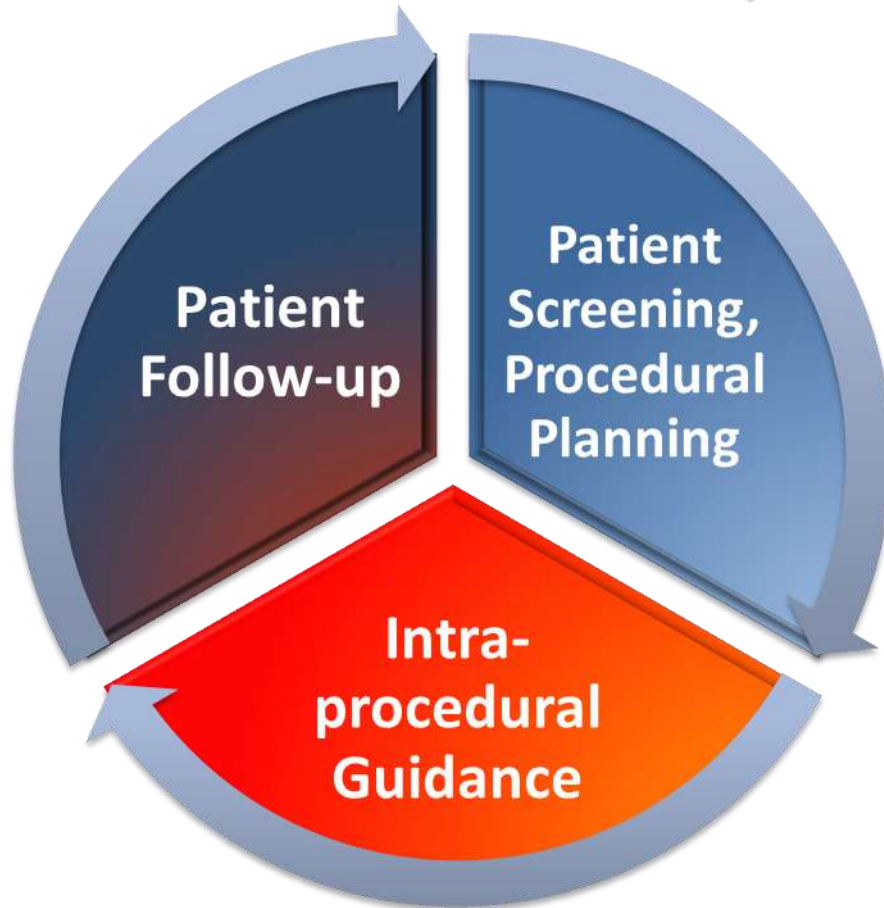 Patient
Screening,
Procedural
Planning
Intra-
procedural
Guidance
Patient
Follow-up